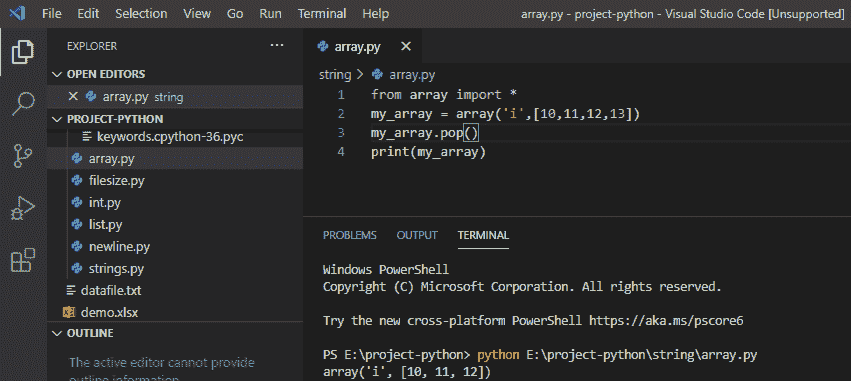 File Edit Selection View Go Run Terminal Help array.py - project-python - Visual Studio Code [Unsupported]
EXPLORER
OPEN EDITORS
array.py string
PROJECT-PYTHON
keywords.cpython-36.pyc
array.py
filesize.py
int.py
list.py
newline.py
strings.py
datafile.txt
demo.xlsx
OUTLINE
The active editor cannot provide
outline information.
array.py
string > array.py
1 from array import *
2 my_array = array('i',[10,11,12,13])
3 my_array.pop()
4 print(my_array)
PROBLEMS OUTPUT TERMINAL
Windows PowerShell
Copyright (C) Microsoft Corporation. All rights reserved.
Try the new cross-platform PowerShell https://aka.ms/pscore6
PS E:\project-python> python E:\project-python\string\array.py
array('i', [10, 11, 12])